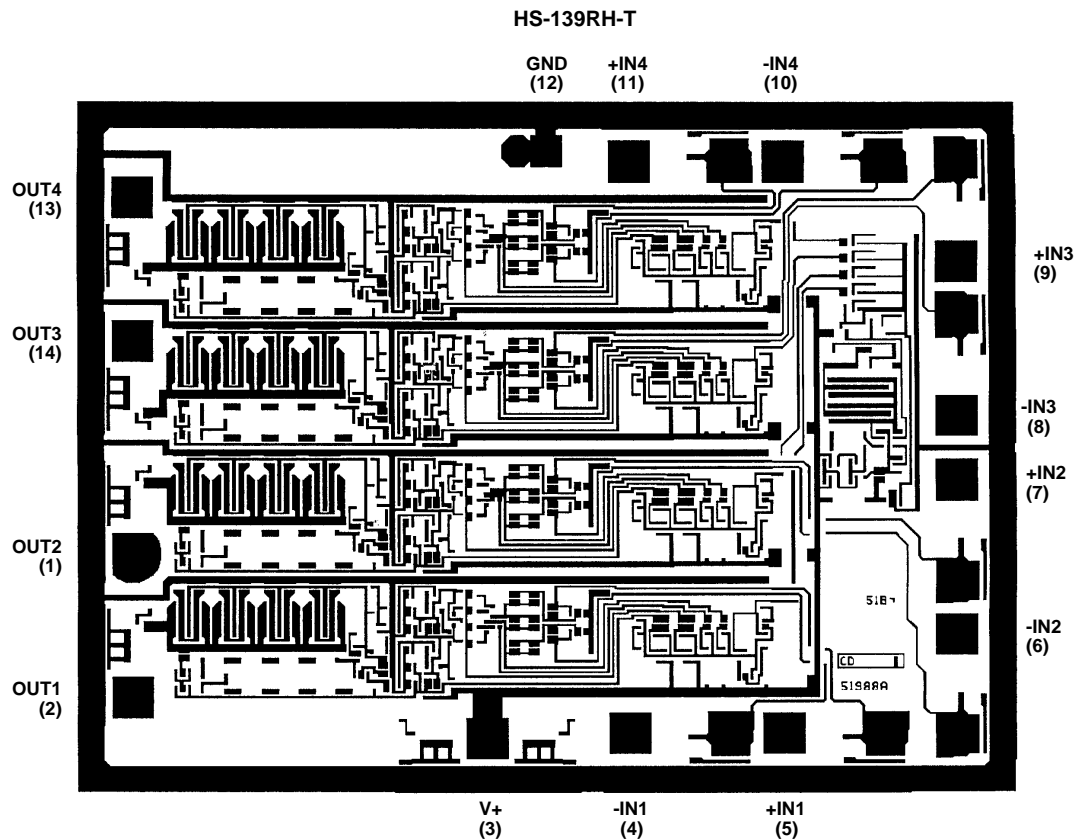 HS-139RH-T
GND
(12)
+IN4
(11)
-IN4
(10)
OUT4
(13)
+IN3
(9)
OUT3
(14)
-IN3
(8)
+IN2
(7)
OUT2
(1)
-IN2
(6)
CD
51988A
OUT1
(2)
V+
(3)
-IN1
(4)
+IN1
(5)